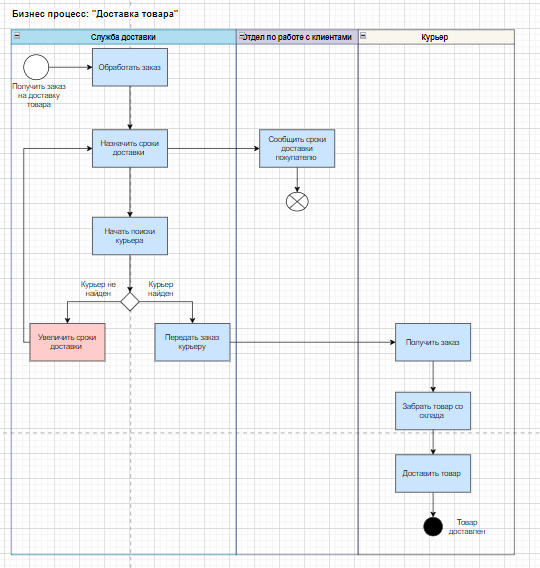 Бизнес процесс: "Доставка товара"
Служба доставки
Отдел по работе с клиентами
Курьер
Обработать заказ
Получить заказ
на доставку
товара
Назначить сроки
доставки
Сообщить сроки
доставки
покупателю
Начать поиски
курьера
Курьер не
найден
Курьер
найден
Увеличить сроки
доставки
Передать заказ
курьеру
Получить заказ
Забрать товар со
склада
Доставить товар
Товар
доставлен